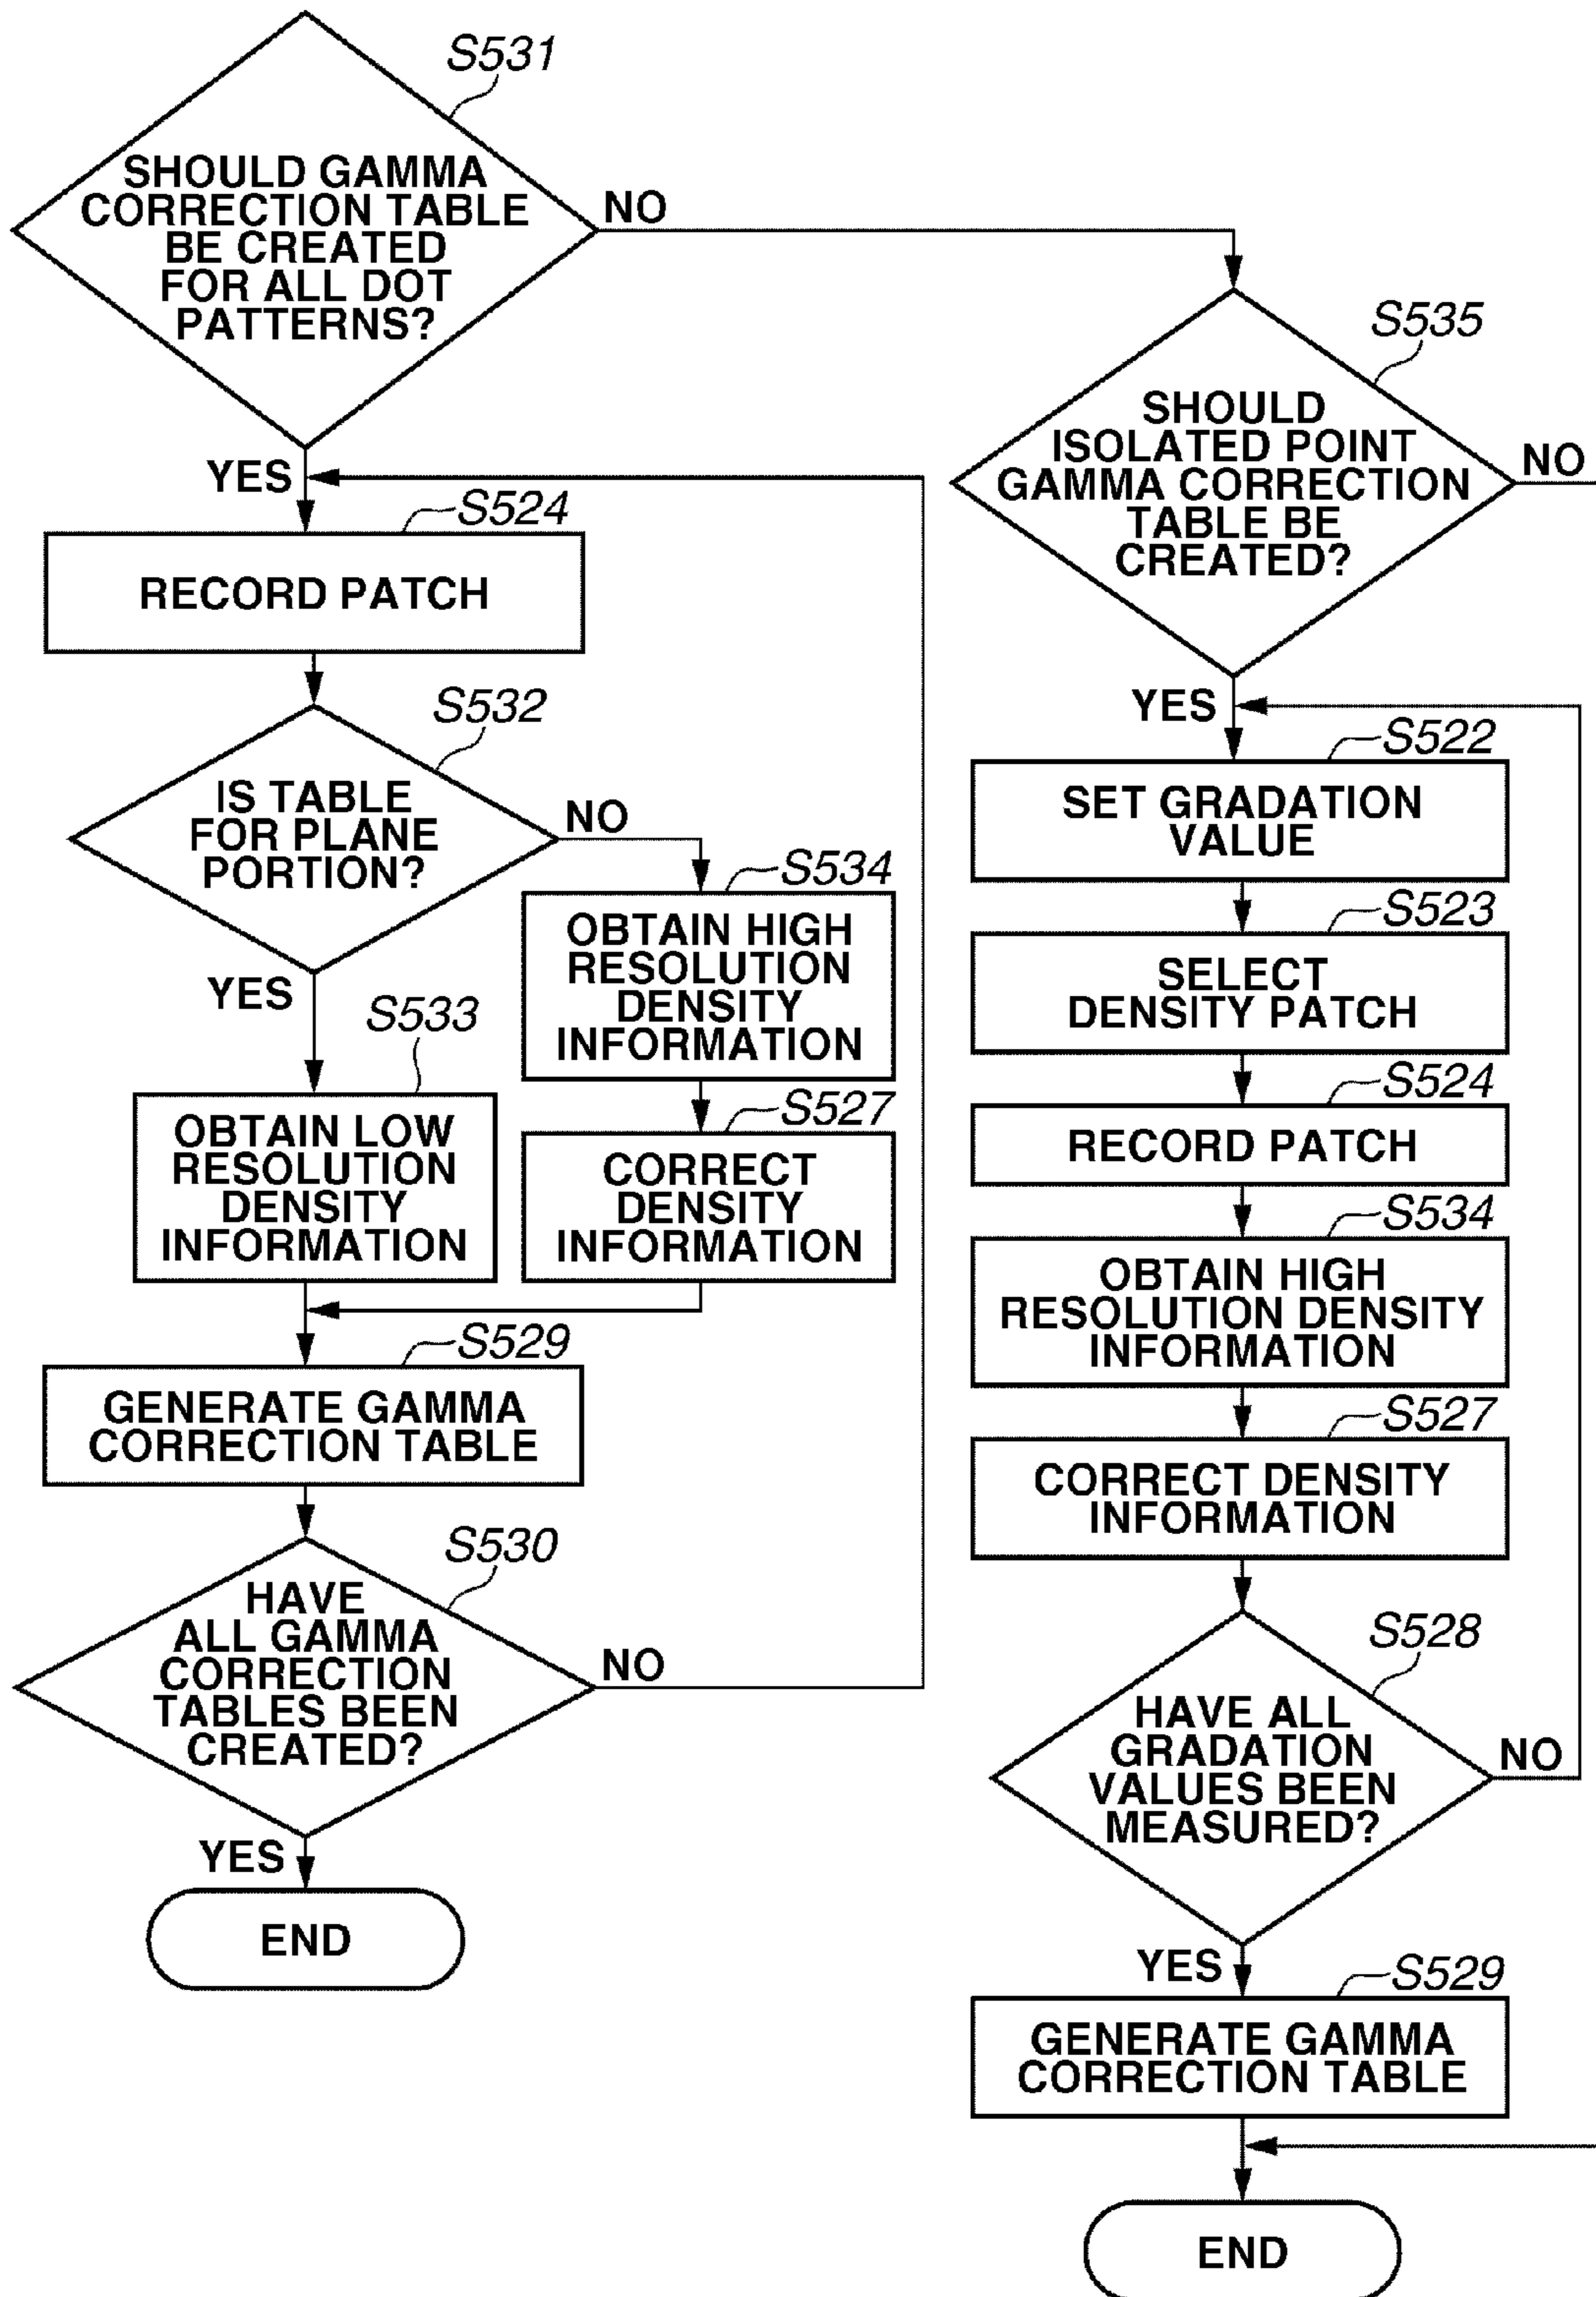 S531
SHOULD GAMMA
CORRECTION TABLE
BE CREATED
FOR ALL DOT
PATTERNS?
NO
YES
S524
RECORD PATCH
S532
IS TABLE
FOR PLANE
PORTION?
NO
YES
S534
OBTAIN HIGH
RESOLUTION
DENSITY
INFORMATION
S533
OBTAIN LOW
RESOLUTION
DENSITY
INFORMATION
S527
CORRECT
DENSITY
INFORMATION
S529
GENERATE GAMMA
CORRECTION TABLE
S530
HAVE
ALL GAMMA
CORRECTION
TABLES BEEN
CREATED?
NO
YES
END
S535
SHOULD
ISOLATED POINT
GAMMA CORRECTION
TABLE BE
CREATED?
NO
YES
S522
SET GRADATION
VALUE
S523
SELECT
DENSITY PATCH
S524
RECORD PATCH
S534
OBTAIN HIGH
RESOLUTION DENSITY
INFORMATION
S527
CORRECT DENSITY
INFORMATION
S528
HAVE ALL
GRADATION
VALUES BEEN
MEASURED?
NO
YES
S529
GENERATE GAMMA
CORRECTION TABLE
END